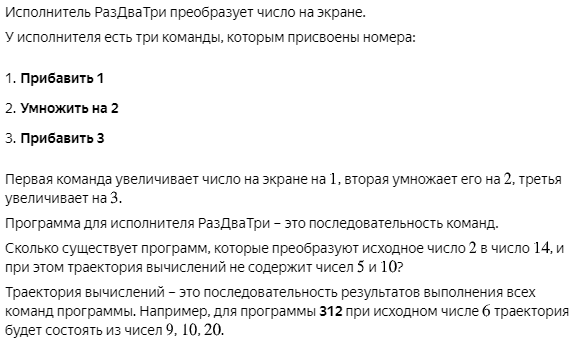 Исполнитель РазДваТри преобразует число на экране.
У исполнителя есть три команды, которым присвоены номера:
1. Прибавить 1
2. Умножить на 2
3. Прибавить 3
Первая команда увеличивает число на экране на 1, вторая умножает его на 2, третья
увеличивает на 3.
Программа для исполнителя РазДваТри – это последовательность команд.
Сколько существует программ, которые преобразуют исходное число 2 в число 14, и
при этом траектория вычислений не содержит чисел 5 и 10?
Траектория вычислений – это последовательность результатов выполнения всех
команд программы. Например, для программы 312 при исходном числе 6 траектория
будет состоять из чисел 9, 10, 20.